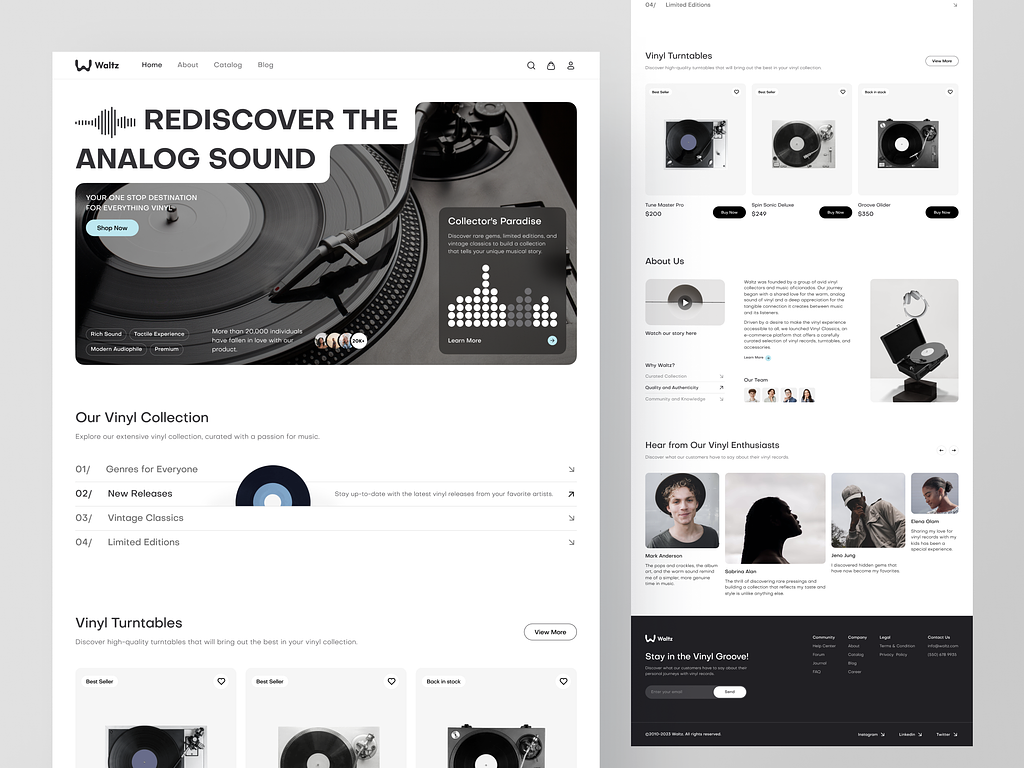 Waltz
Home
About
Catalog
Blog
REDISCOVER THE
ANALOG SOUND
YOUR ONE STOP DESTINATION
FOR EVERYTHING VINYL.
Shop Now
Rich Sound
Tactile Experience
Modern Audiophile
Premium
More than 20,000 individuals
have fallen in love with our
product.
20K+
Collector's Paradise
Discover rare gems, limited editions, and
vintage classics to build a collection
that tells your unique musical story.
Learn More
Our Vinyl Collection
Explore our extensive vinyl collection, curated with a passion for music.
01/ Genres for Everyone
02/ New Releases
Stay up-to-date with the latest vinyl releases from your favorite artists.
03/ Vintage Classics
04/ Limited Editions
Vinyl Turntables
Discover high-quality turntables that will bring out the best in your vinyl collection.
View More
Best Seller
Best Seller
Back in stock
04/ Limited Editions
Vinyl Turntables
Discover high-quality turntables that will bring out the best in your vinyl collection.
View More
Best Seller
Best Seller
Back in stock
Tune Master Pro
$200
Buy Now
Spin Sonic Deluxe
$249
Buy Now
Groove Glider
$350
Buy Now
About Us
Watch our story here
Why Waltz?
Curated Collection
Quality and Authenticity
Community and Knowledge
Waltz was founded by a group of avid vinyl
collectors and music aficionados. Our journey
began with a shared love for the warm, analog
sound of vinyl and a deep appreciation for the
tangible connection it creates between music
and its listeners.
Driven by a desire to make the vinyl experience
accessible to all, we launched Vinyl Classics, an
e-commerce platform that offers a carefully
curated selection of vinyl records, turntables, and
accessories.
Learn More
Our Team
Hear from Our Vinyl Enthusiasts
Discover what our customers have to say about their vinyl records.
Mark Anderson
The pops and crackles, the album
art, and the warm sound remind
me of a simpler, more genuine
time in music.
Sabrina Alan
The thrill of discovering rare pressings and
building a collection that reflects my taste and
style is unlike anything else.
Jeno Jung
I discovered hidden gems that
have now become my favorites.
Elena Glam
Sharing my love for
vinyl records with my
kids has been a
special experience.
Waltz
Stay in the Vinyl Groove!
Discover what our customers have to say about their
personal journeys with vinyl records
Enter your email
Send
Community
Help Center
Forum
Journal
FAQ
Company
About
Catalog
Blog
Career
Legal
Terms & Condition
Privacy Policy
Contact Us
info@waltz.com
(550) 678 9933
©2010-2023 Waltz. All rights reserved.
Instagram
Linkedin
Twitter